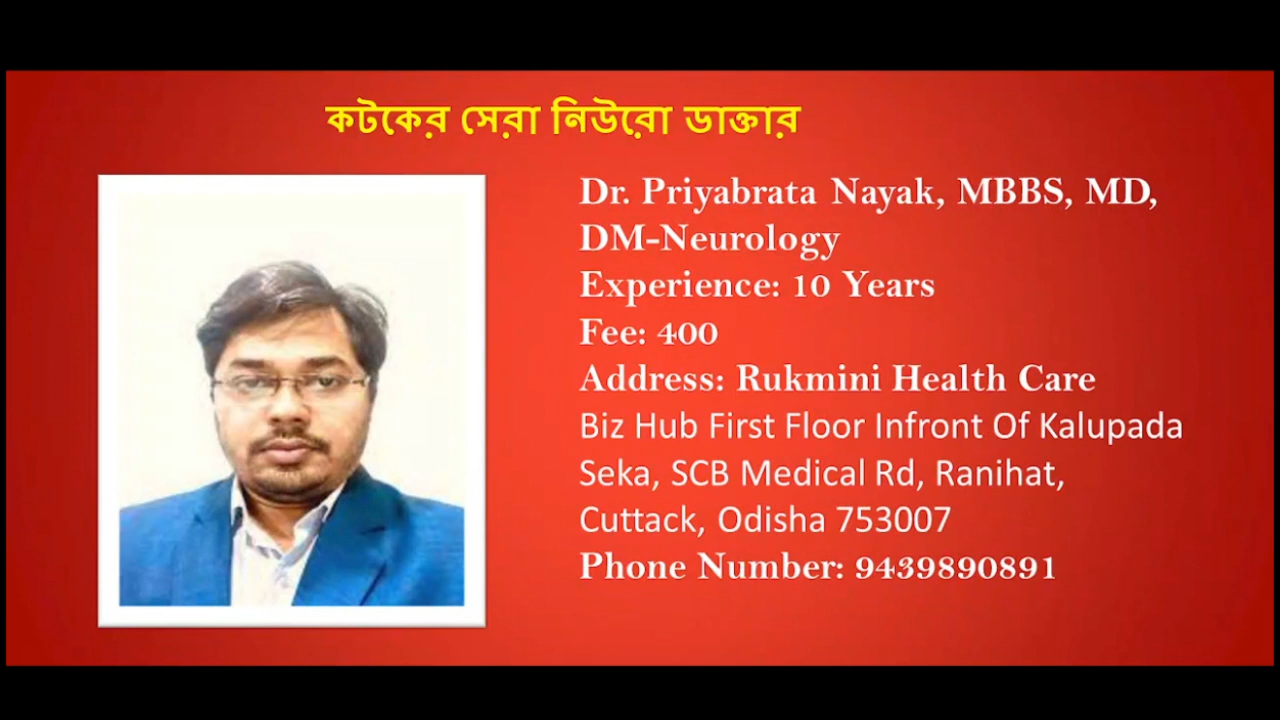 কটকের সেরা নিউরো ডাক্তার
Dr. Priyabrata Nayak, MBBS, MD,
DM-Neurology
Experience: 10 Years
Fee: 400
Address: Rukmini Health Care
Biz Hub First Floor Infront Of Kalupada
Seka, SCB Medical Rd, Ranihat,
Cuttack, Odisha 753007
Phone Number: 9439890891